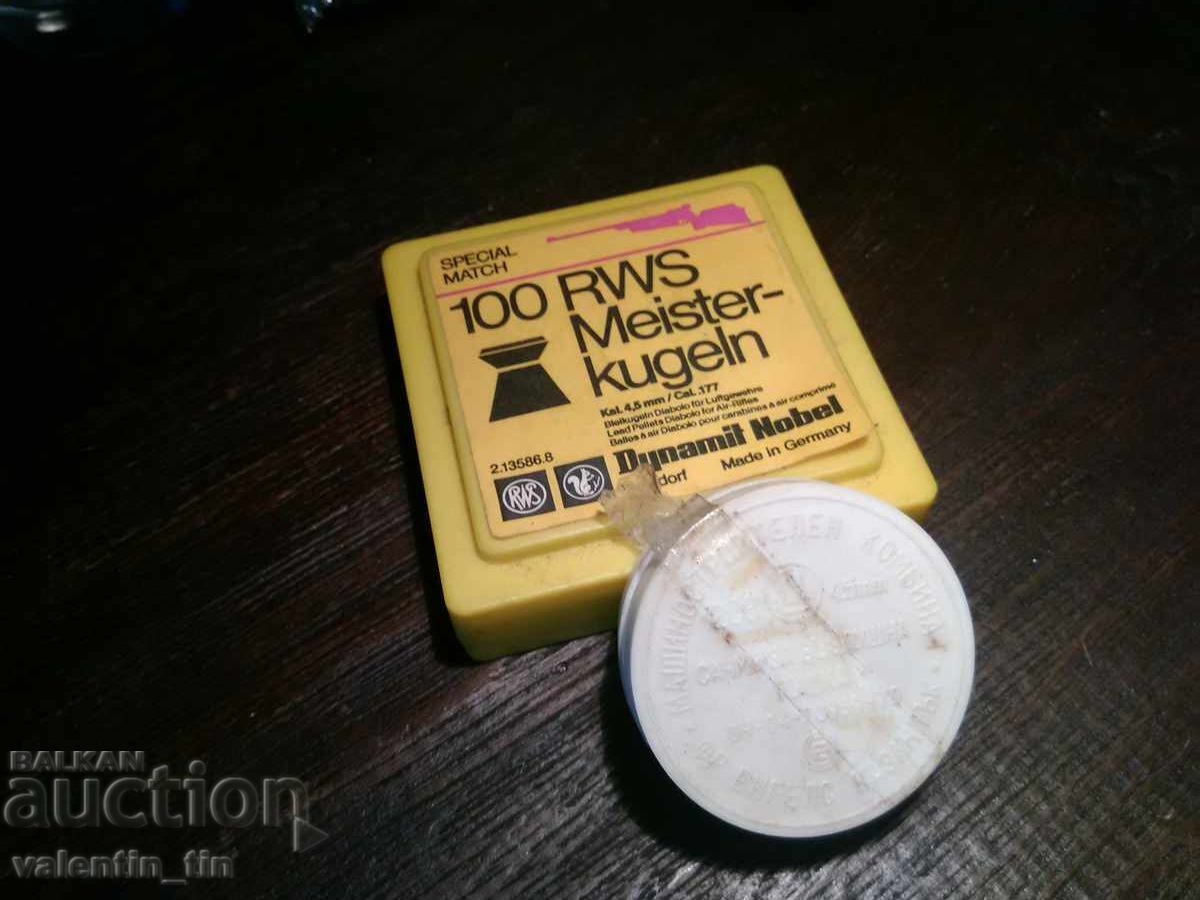 SPECIAL
MATCH
100 RWS
Meister-
kugeln
Kal. 4,5 mm / Cal. .177
Bleikugeln Diabolo für Luftgewehre
Lead Pellets Diabolo for Air-Rifles
Balles à air Diabolo pour carabines à air comprimé
Dynamit Nobel
dorf Made in Germany
2.13586.8
RWS
КОМБИНАТ
BALKAN
auction
valentin_tin